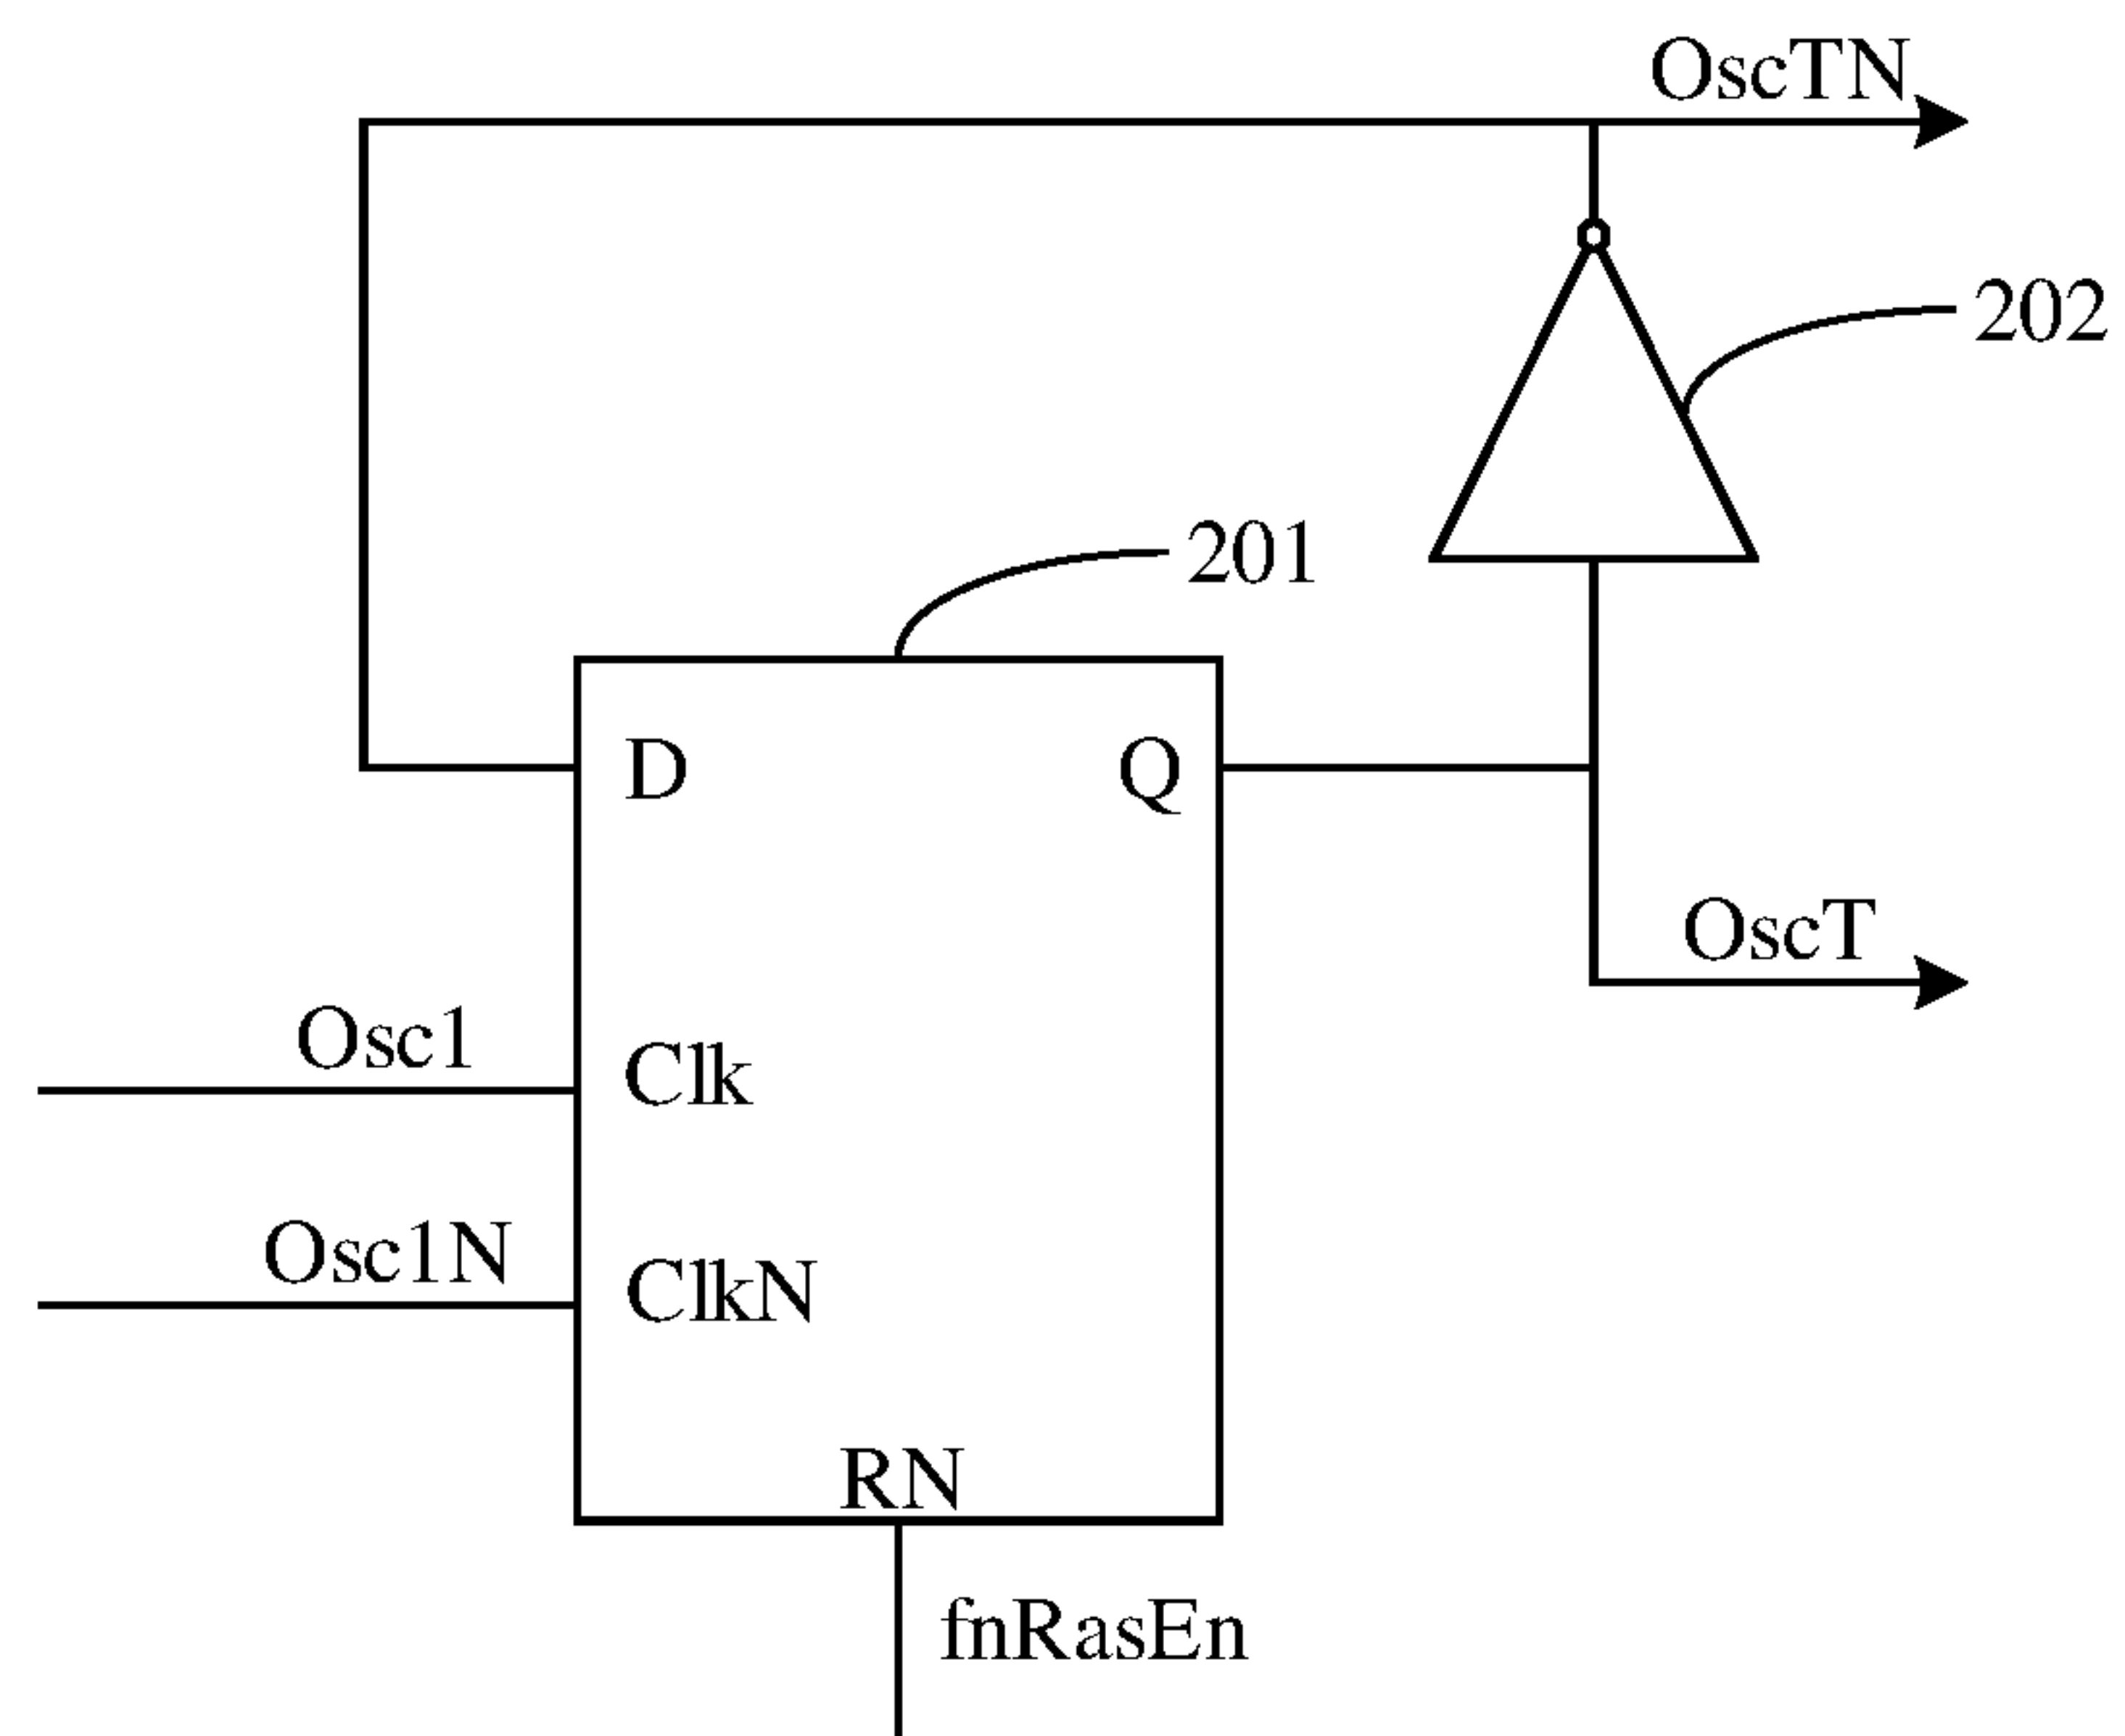 OscTN
202
201
D
Q
OscT
Osc1
Clk
Osc1N
ClkN
RN
fnRasEn